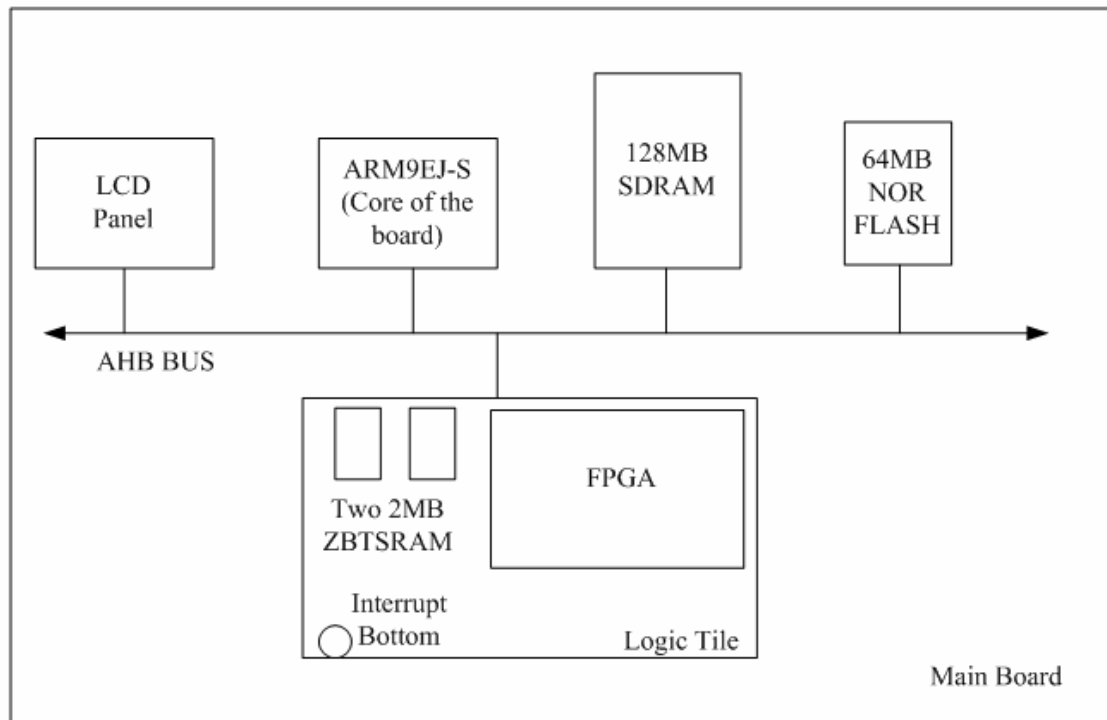 LCD
Panel
ARM9EJ-S
(Core of the
board)
128MB
SDRAM
64MB
NOR
FLASH
AHB BUS
Two 2MB
ZBTSRAM
FPGA
Interrupt
Bottom
Logic Tile
Main Board